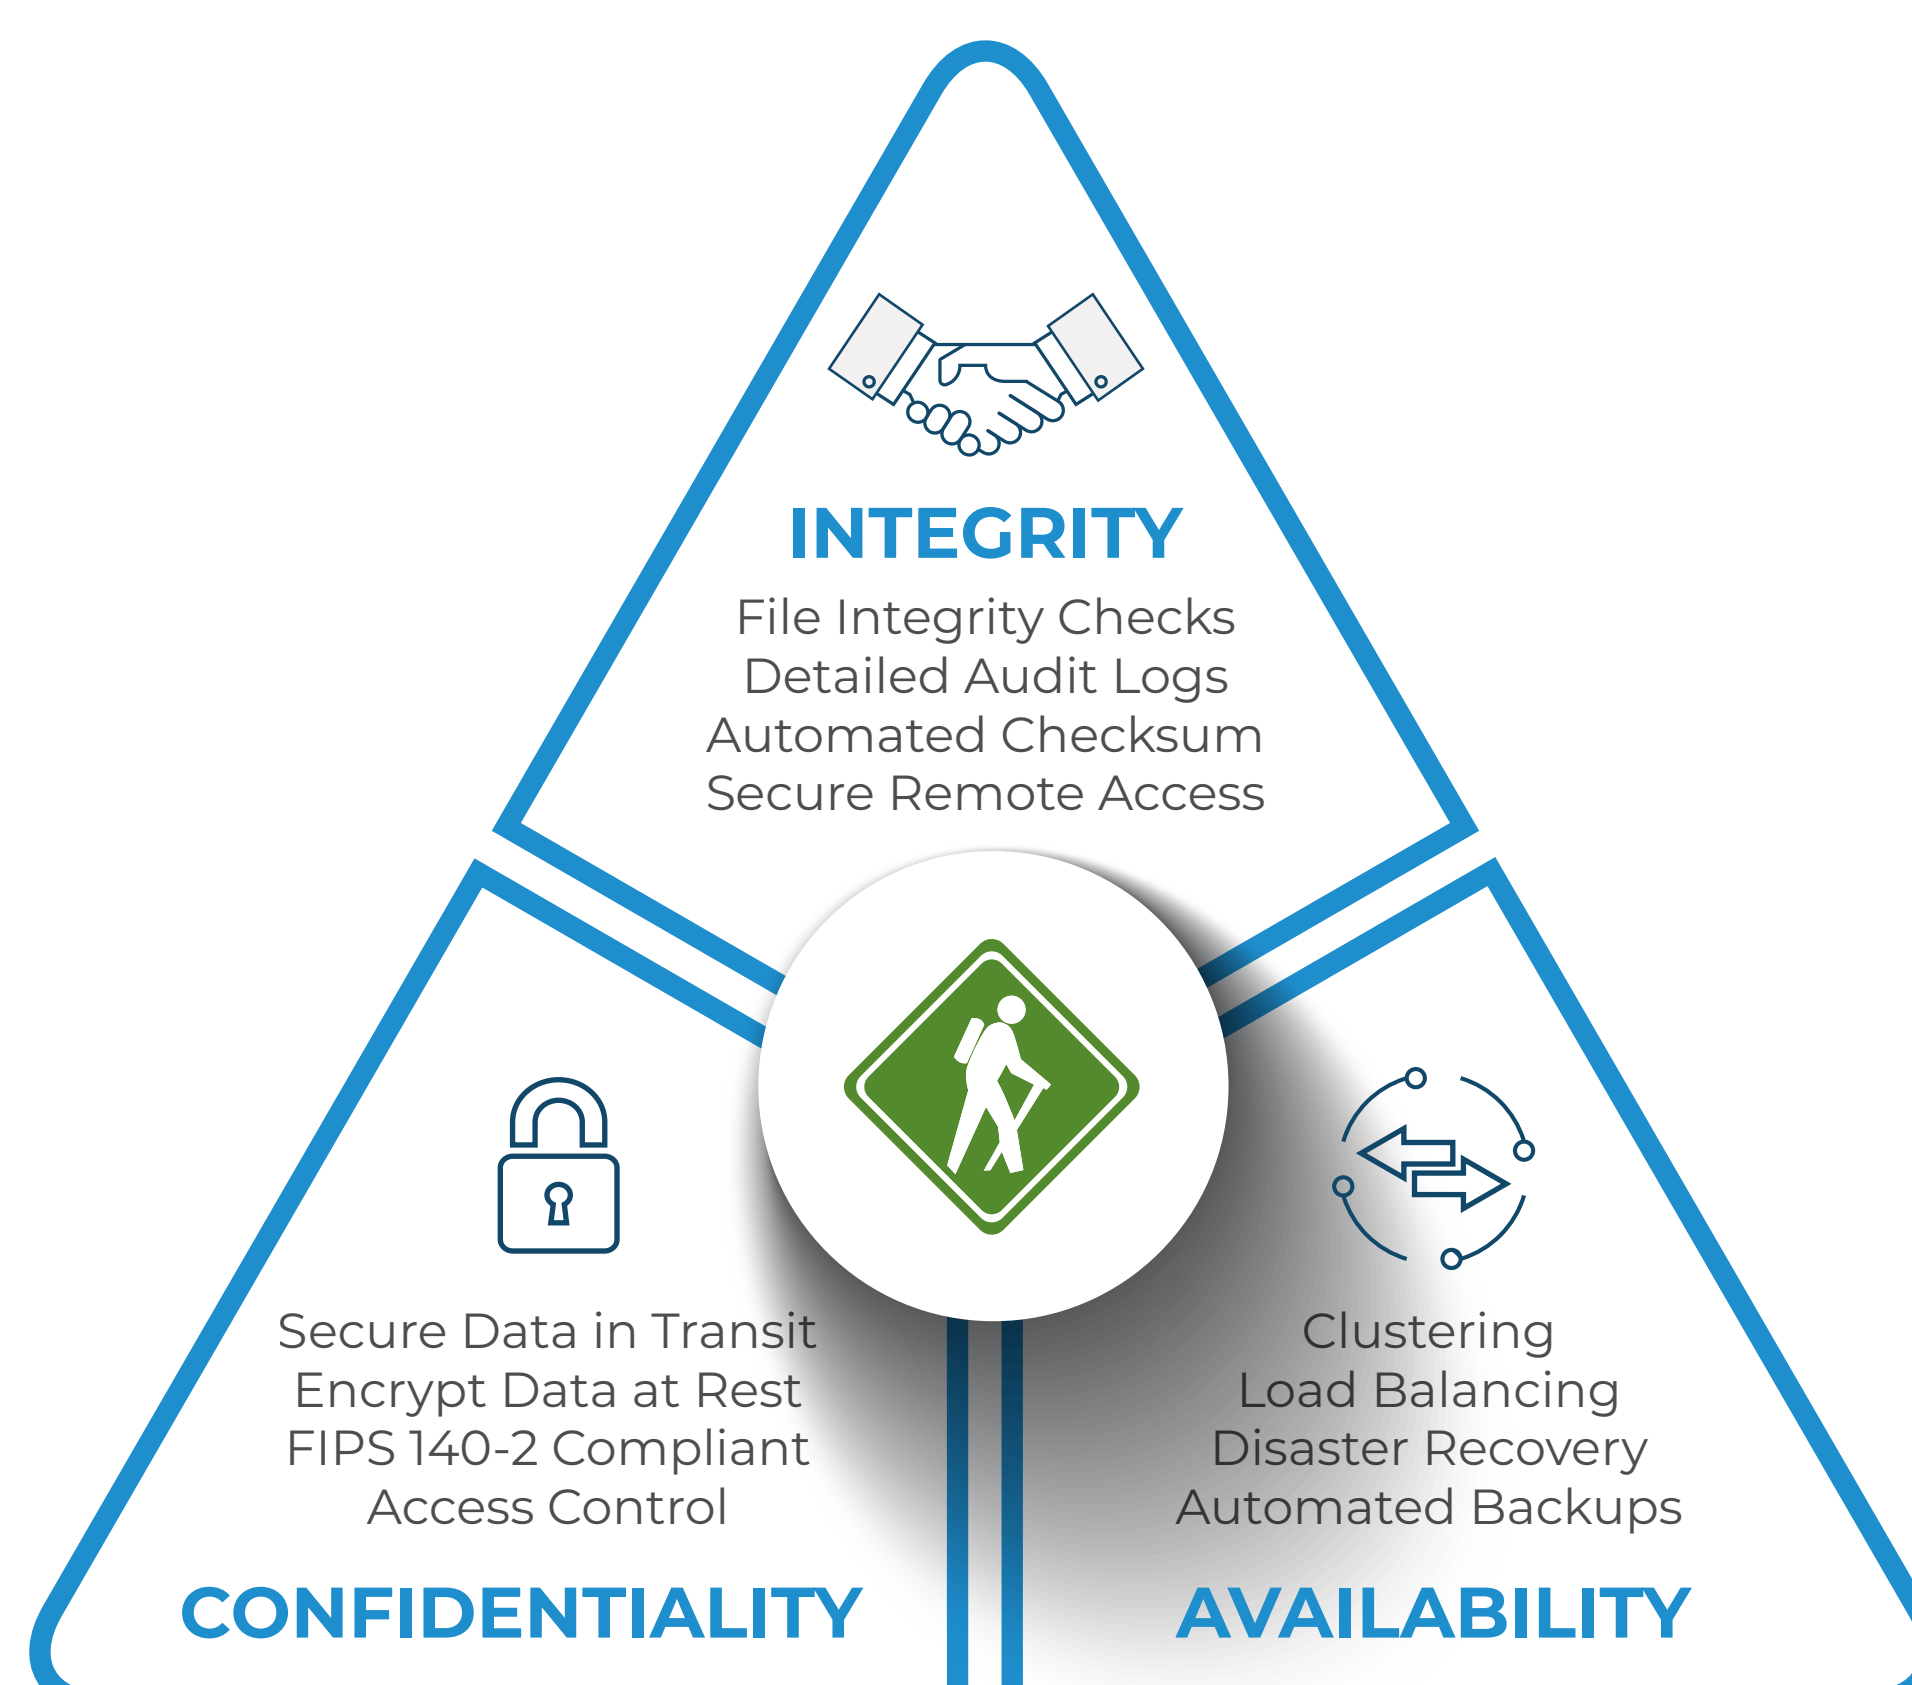 INTEGRITY
File Integrity Checks
Detailed Audit Logs
Automated Checksum
Secure Remote Access
Secure Data in Transit
Encrypt Data at Rest
FIPS 140-2 Compliant
Access Control
CONFIDENTIALITY
Clustering
Load Balancing
Disaster Recovery
Automated Backups
AVAILABILITY